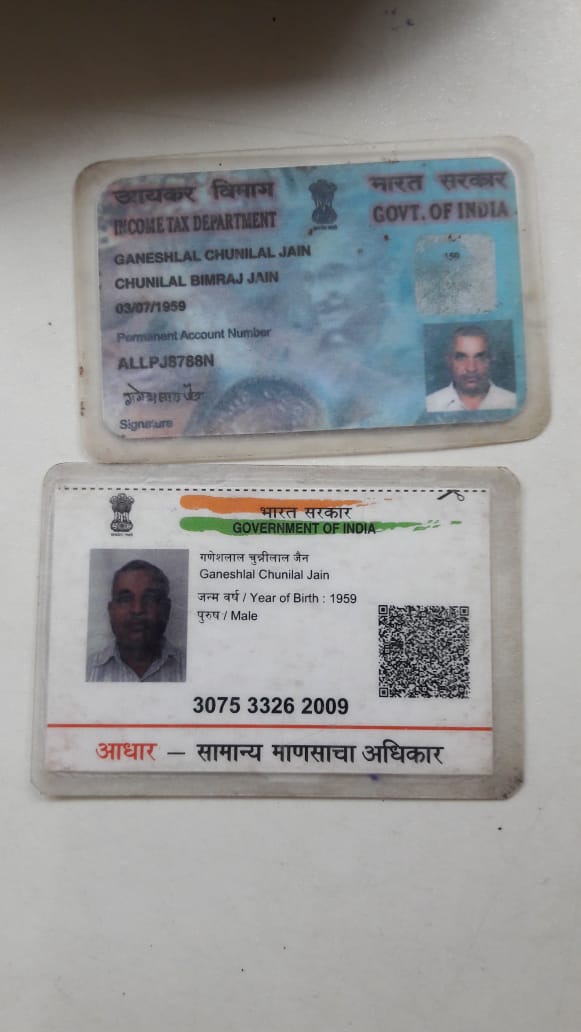 आयकर विभाग
भारत सरकार
INCOME TAX DEPARTMENT
GOVT. OF INDIA
GANESHLAL CHUNILAL JAIN
CHUNILAL BIMRAJ JAIN
03/07/1959
Permanent Account Number
ALLPJ8788N
गणेशलाल जैन
Signature
भारत सरकार
GOVERNMENT OF INDIA
गणेशलाल चुन्नीलाल जैन
Ganeshlal Chunilal Jain
जन्म वर्ष / Year of Birth : 1959
पुरुष / Male
3075 3326 2009
आधार – सामान्य माणसाचा अधिकार